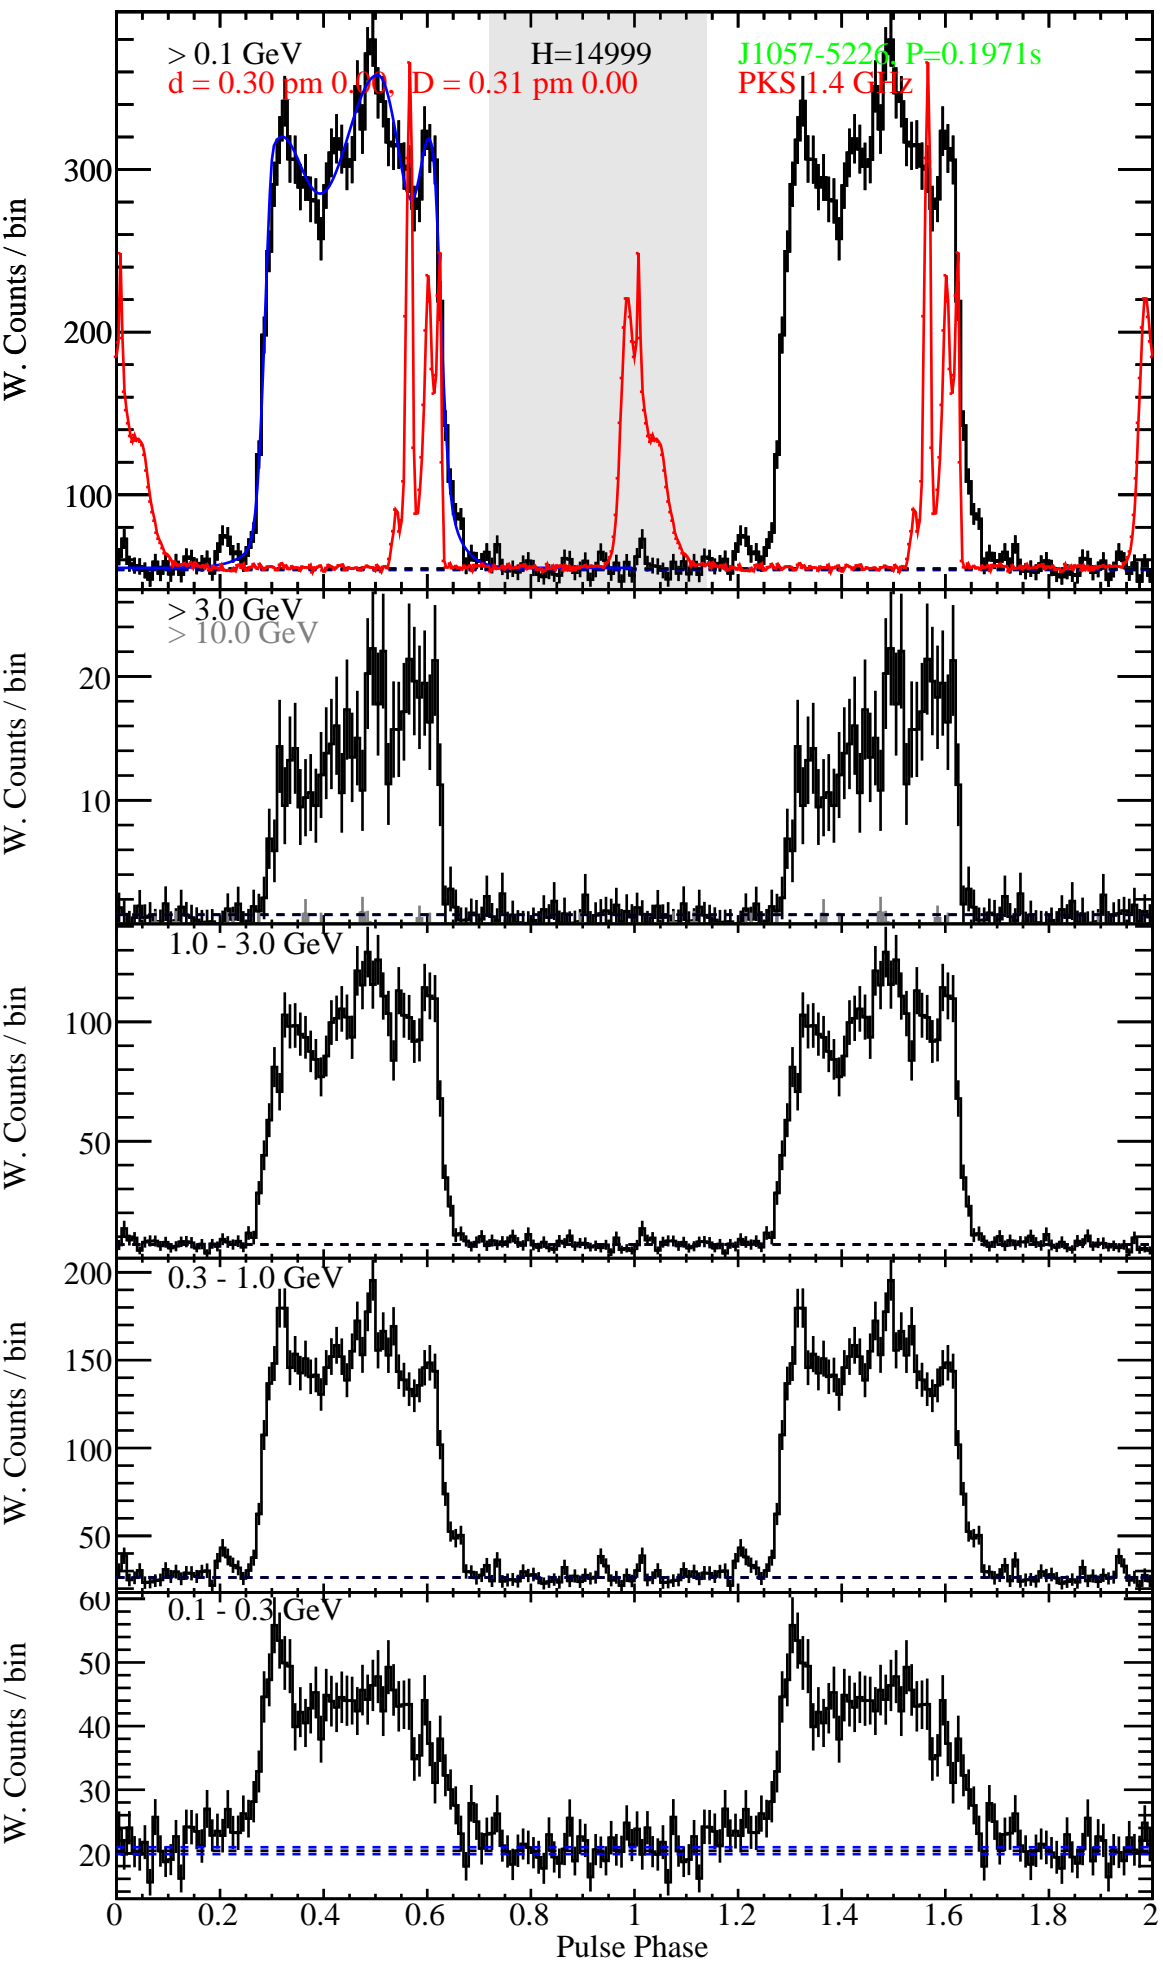 > 0.1 GeV H=14999 J1057-5226, P=0.1971s
d = 0.30 pm 0.00, D = 0.31 pm 0.00 PKS 1.4 GHz
300
200
100
W. Counts / bin
> 3.0 GeV
> 10.0 GeV
20
10
W. Counts / bin
1.0 - 3.0 GeV
100
50
W. Counts / bin
0.3 - 1.0 GeV
200
150
100
50
W. Counts / bin
0.1 - 0.3 GeV
60
50
40
30
20
W. Counts / bin
0 0.2 0.4 0.6 0.8 1 1.2 1.4 1.6 1.8 2
Pulse Phase